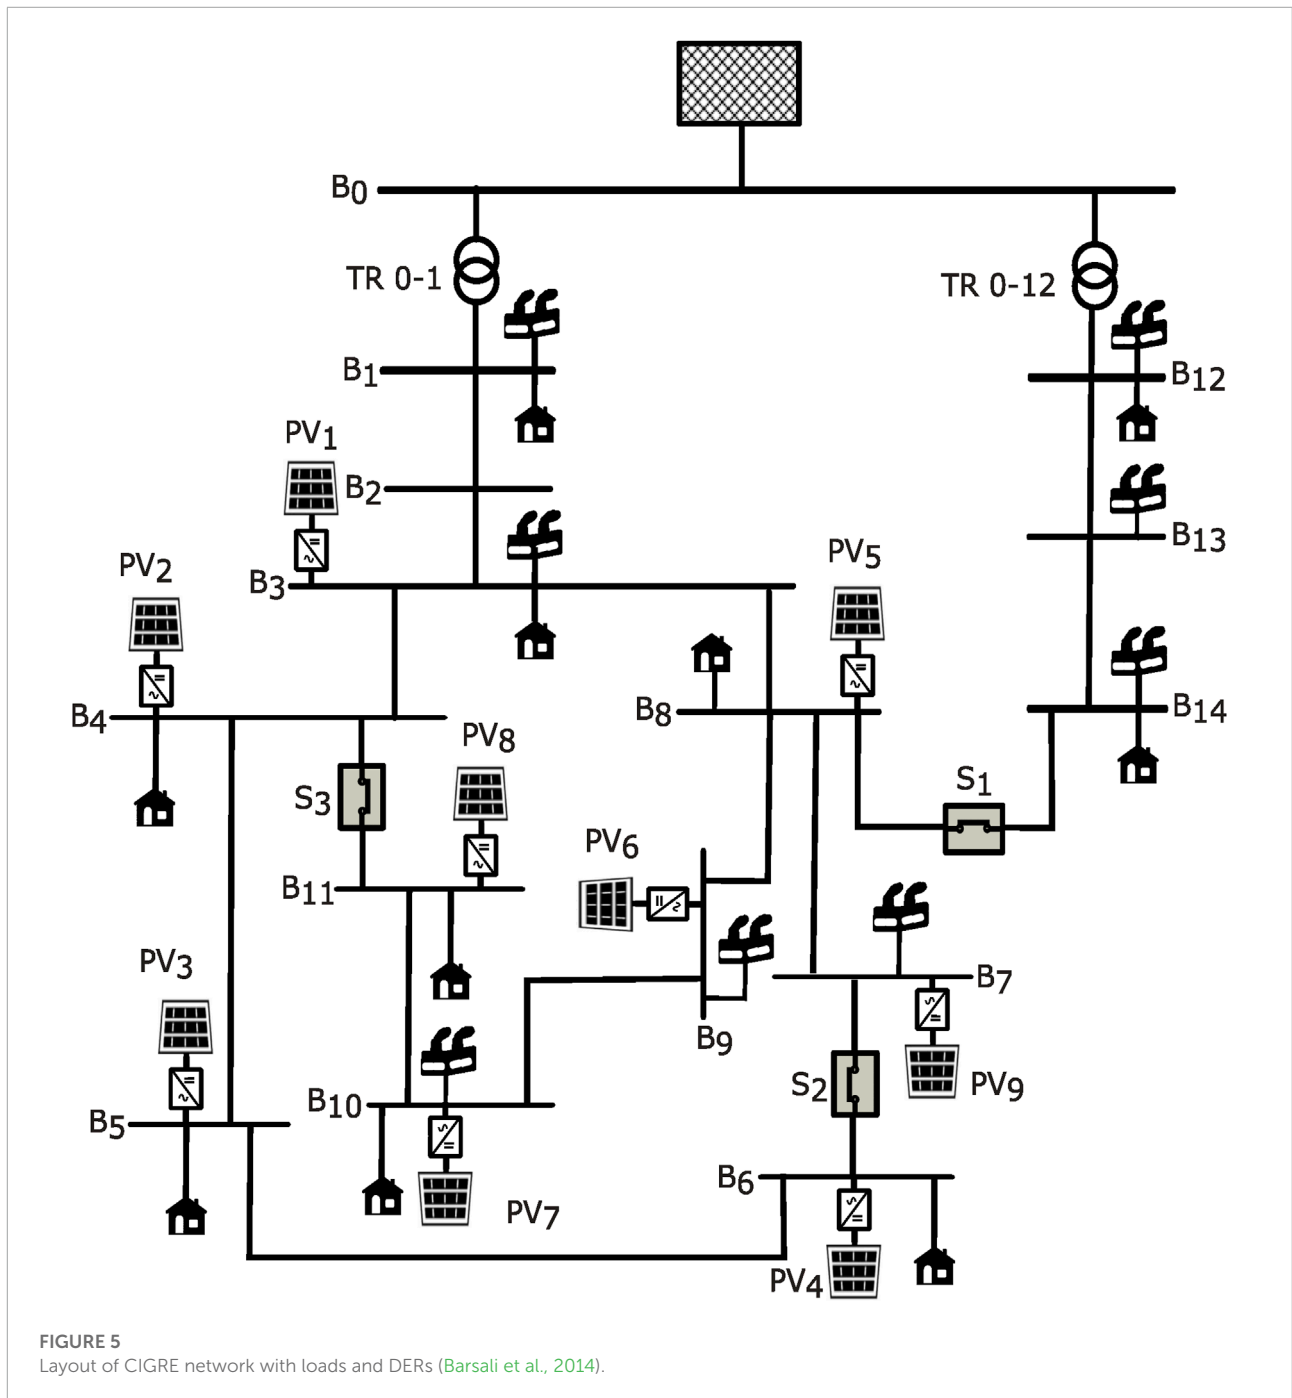 B0
TR 0-1
TR 0-12
B1
B12
PV1
B2
B13
PV2
B3
PV5
B4
B8
B14
PV8
S3
S1
PV6
B11
PV3
B7
B9
S2
PV9
B5
B10
B6
PV7
PV4
FIGURE 5
Layout of CIGRE network with loads and DERs (Barsali et al., 2014).